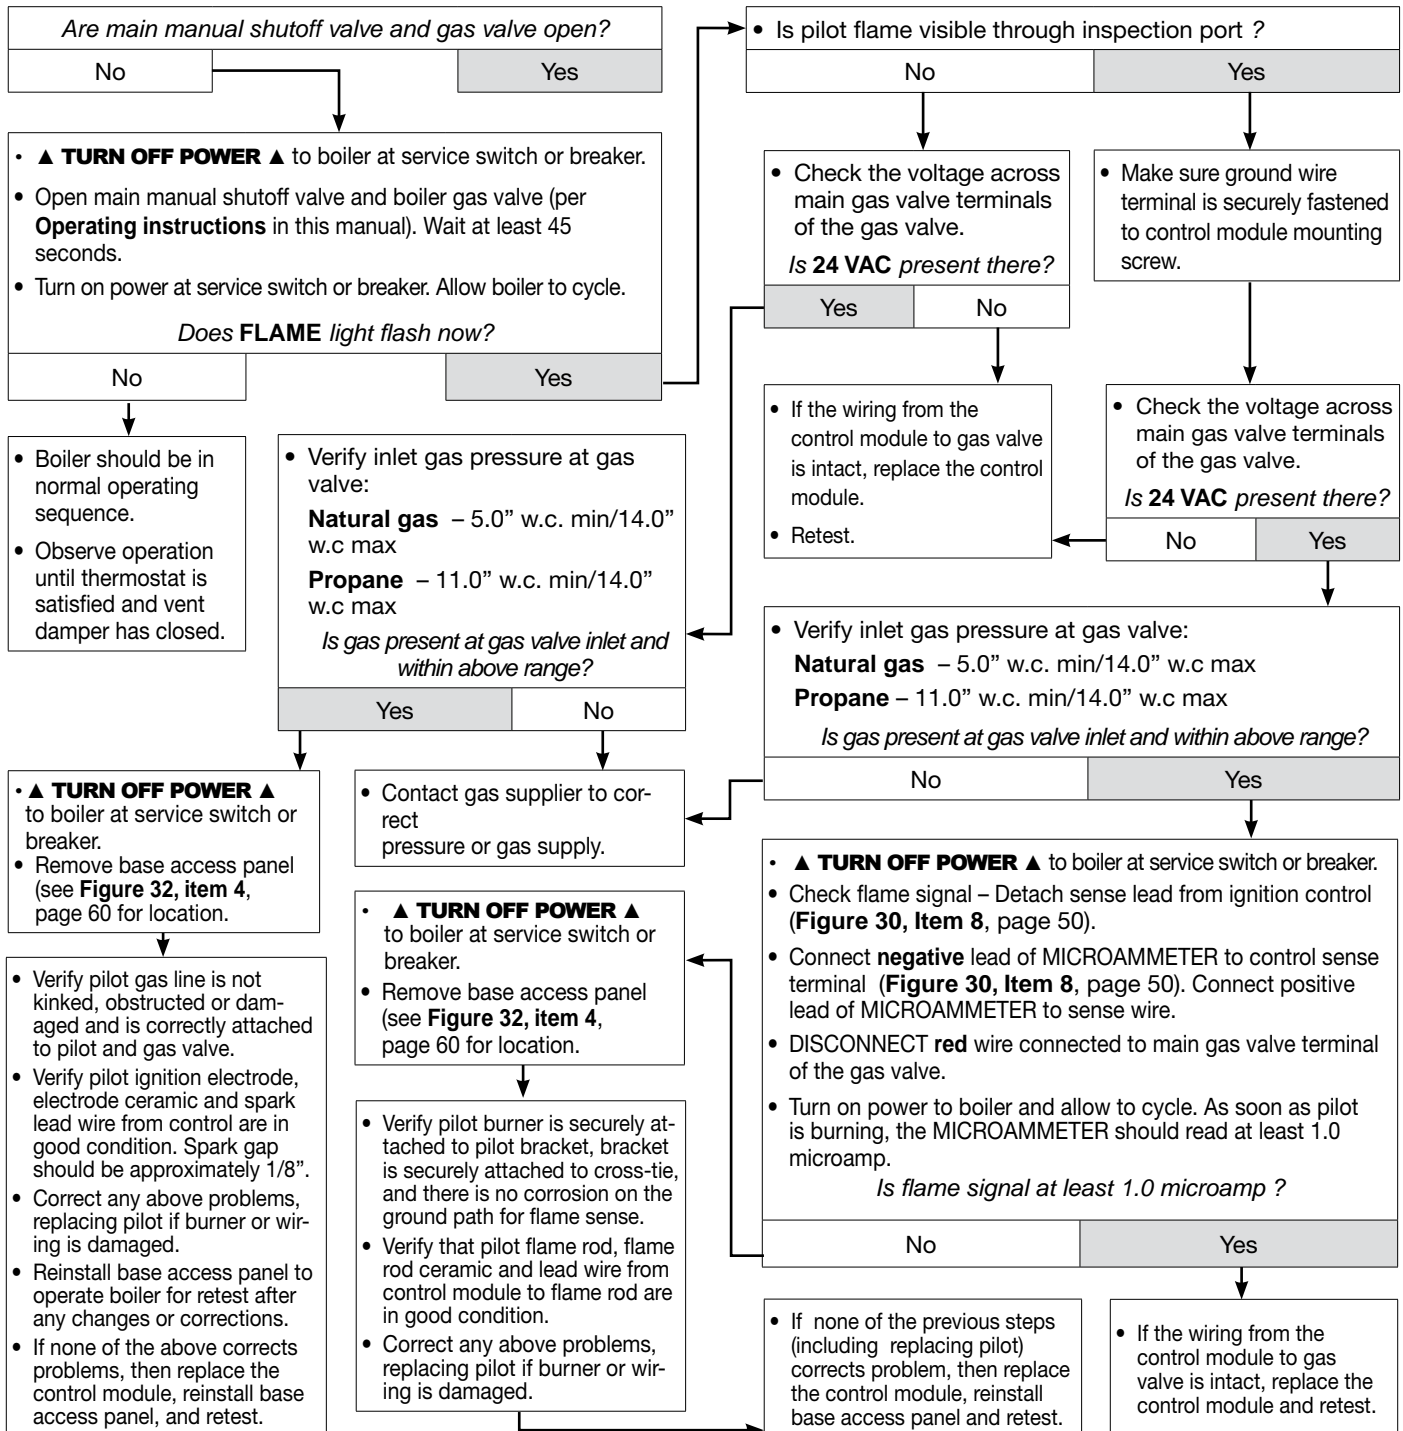 Are main manual shutoff valve and gas valve open?
No
Yes
• ▲ TURN OFF POWER ▲ to boiler at service switch or breaker.
• Open main manual shutoff valve and boiler gas valve (per
Operating instructions in this manual). Wait at least 45
seconds.
• Turn on power at service switch or breaker. Allow boiler to cycle.
Does FLAME light flash now?
No
Yes
• Boiler should be in
normal operating
sequence.
• Observe operation
until thermostat is
satisfied and vent
damper has closed.
• Is pilot flame visible through inspection port ?
No
Yes
• Check the voltage across
main gas valve terminals
of the gas valve.
Is 24 VAC present there?
Yes
No
• Make sure ground wire
terminal is securely fastened
to control module mounting
screw.
• If the wiring from the
control module to gas valve
is intact, replace the control
module.
• Retest.
• Check the voltage across
main gas valve terminals
of the gas valve.
Is 24 VAC present there?
No
Yes
• Verify inlet gas pressure at gas
valve:
Natural gas – 5.0” w.c. min/14.0”
w.c max
Propane – 11.0” w.c. min/14.0”
w.c max
Is gas present at gas valve inlet and
within above range?
Yes
No
• Verify inlet gas pressure at gas valve:
Natural gas – 5.0” w.c. min/14.0” w.c max
Propane – 11.0” w.c. min/14.0” w.c max
Is gas present at gas valve inlet and within above range?
No
Yes
• ▲ TURN OFF POWER ▲
to boiler at service switch or
breaker.
• Remove base access panel
(see Figure 32, item 4,
page 60 for location.
• Contact gas supplier to cor-
rect
pressure or gas supply.
• ▲ TURN OFF POWER ▲
to boiler at service switch or
breaker.
• Remove base access panel
(see Figure 32, item 4,
page 60 for location.
• ▲ TURN OFF POWER ▲ to boiler at service switch or breaker.
• Check flame signal – Detach sense lead from ignition control
(Figure 30, Item 8, page 50).
• Connect negative lead of MICROAMMETER to control sense
terminal (Figure 30, Item 8, page 50). Connect positive
lead of MICROAMMETER to sense wire.
• DISCONNECT red wire connected to main gas valve terminal
of the gas valve.
• Turn on power to boiler and allow to cycle. As soon as pilot
is burning, the MICROAMMETER should read at least 1.0
microamp.
Is flame signal at least 1.0 microamp ?
No
Yes
• Verify pilot gas line is not
kinked, obstructed or dam-
aged and is correctly attached
to pilot and gas valve.
• Verify pilot ignition electrode,
electrode ceramic and spark
lead wire from control are in
good condition. Spark gap
should be approximately 1/8”.
• Correct any above problems,
replacing pilot if burner or wir-
ing is damaged.
• Reinstall base access panel to
operate boiler for retest after
any changes or corrections.
• If none of the above corrects
problems, then replace the
control module, reinstall base
access panel, and retest.
• Verify pilot burner is securely at-
tached to pilot bracket, bracket
is securely attached to cross-tie,
and there is no corrosion on the
ground path for flame sense.
• Verify that pilot flame rod, flame
rod ceramic and lead wire from
control module to flame rod are
in good condition.
• Correct any above problems,
replacing pilot if burner or wir-
ing is damaged.
• If none of the previous steps
(including replacing pilot)
corrects problem, then replace
the control module, reinstall
base access panel and retest.
• If the wiring from the
control module to gas
valve is intact, replace the
control module and retest.